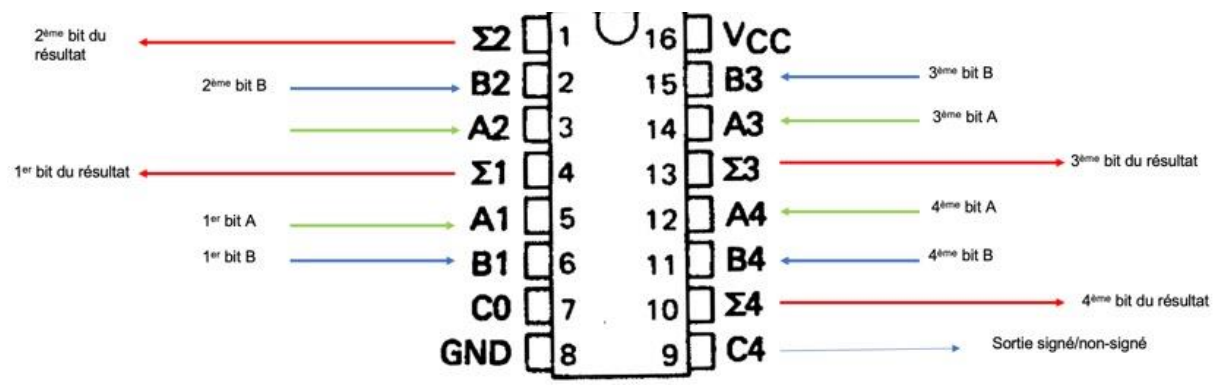 2ème bit du
résultat
Σ2 1 16 VCC
2ème bit B B2 2 15 B3 3ème bit B
A2 3 14 A3 3ème bit A
1er bit du résultat Σ1 4 13 Σ3 3ème bit du résultat
1er bit A A1 5 12 A4 4ème bit A
1er bit B B1 6 11 B4 4ème bit B
C0 7 10 Σ4 4ème bit du résultat
GND 8 9 C4 Sortie signé/non-signé